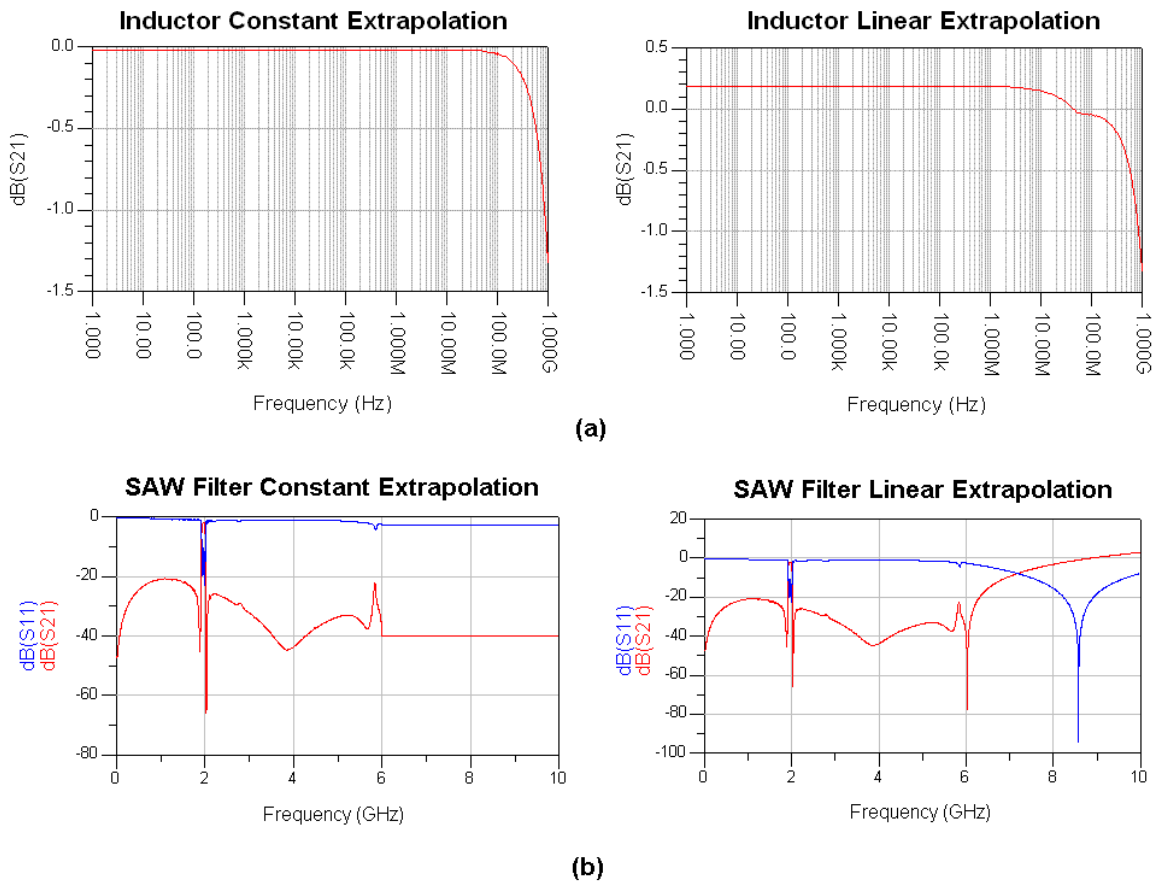 Inductor Constant Extrapolation
0.0
-0.5
-1.0
-1.5
dB(S21)
1.000
10.00
100.0
1.000k
10.00k
100.0k
1.000M
10.00M
100.0M
1.000G
Frequency (Hz)
Inductor Linear Extrapolation
0.5
0.0
-0.5
-1.0
-1.5
dB(S21)
1.000
10.00
100.0
1.000k
10.00k
100.0k
1.000M
10.00M
100.0M
1.000G
Frequency (Hz)
(a)
SAW Filter Constant Extrapolation
0
-20
-40
-60
-80
dB(S11)
dB(S21)
0
2
4
6
8
10
Frequency (GHz)
SAW Filter Linear Extrapolation
20
0
-20
-40
-60
-80
-100
dB(S11)
dB(S21)
0
2
4
6
8
10
Frequency (GHz)
(b)